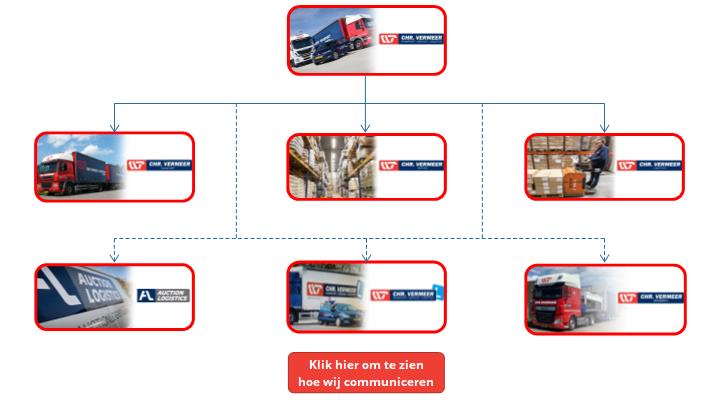 CHR. VERMEER
CHR. VERMEER
CHR. VERMEER
CHR. VERMEER
AUCTION
LOGISTICS
AUCTION
LOGISTICS
CHR. VERMEER
CHR. VERMEER
CHR. VERMEER
Klik hier om te zien
hoe wij communiceren